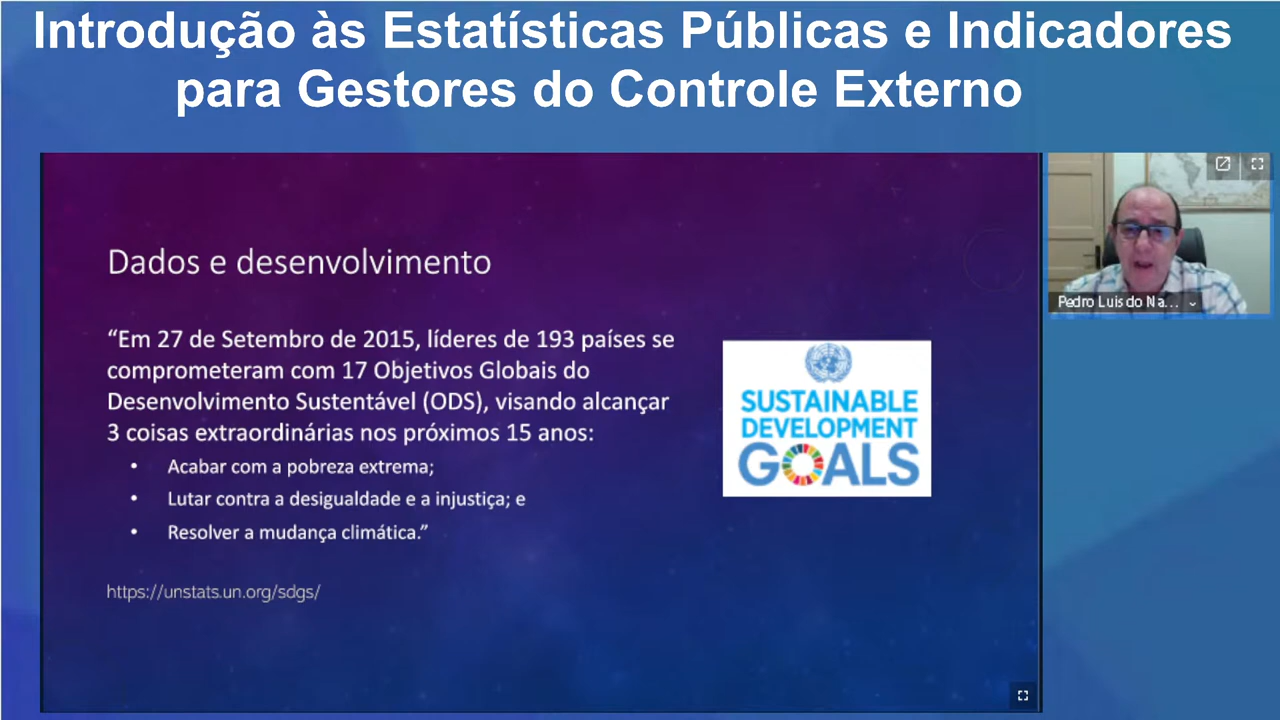 Introdução às Estatísticas Públicas e Indicadores
para Gestores do Controle Externo
Dados e desenvolvimento
“Em 27 de Setembro de 2015, líderes de 193 países se
comprometeram com 17 Objetivos Globais do
Desenvolvimento Sustentável (ODS), visando alcançar
3 coisas extraordinárias nos próximos 15 anos:
• Acabar com a pobreza extrema;
• Lutar contra a desigualdade e a injustiça; e
• Resolver a mudança climática.”
https://unstats.un.org/sdgs/
SUSTAINABLE
DEVELOPMENT
GOALS
Pedro Luis do Na...